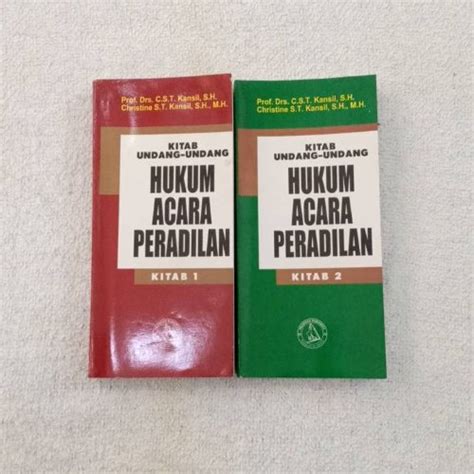 Prof. Drs. C.S.T. Kansil, S.H.
Christine S.T. Kansil, S.H., M.H.
KITAB
UNDANG-UNDANG
HUKUM
ACARA
PERADILAN
KITAB 1
Prof. Drs. C.S.T. Kansil, S.H.
Christine S.T. Kansil, S.H., M.H.
KITAB
UNDANG-UNDANG
HUKUM
ACARA
PERADILAN
KITAB 2